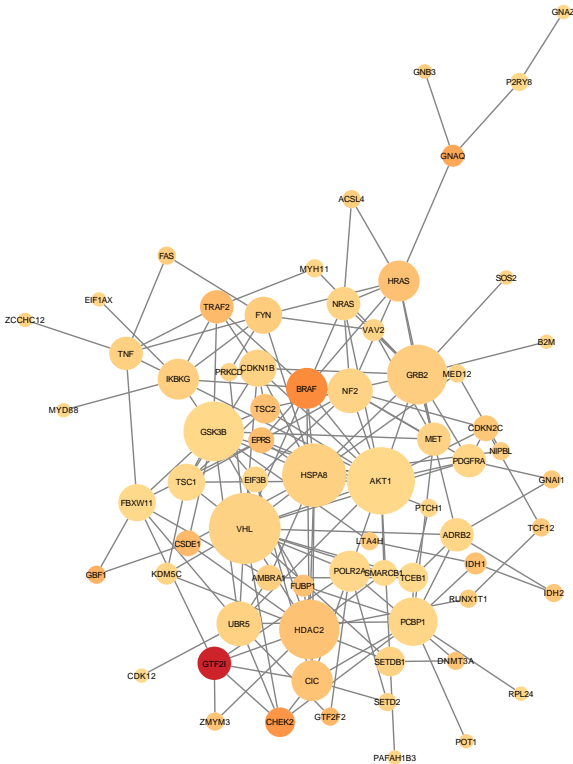 GNAZ
GNB3
P2RY8
GNAQ
ACSL4
FAS
MYH11
HRAS
SOS2
EIF1AX
TRAF2
NRAS
FYN
ZCCHC12
VAV2
B2M
TNF
PRKCD
CDKN1B
IKBKG
BRAF
NF2
GRB2
MED12
MYD88
TSC2
GSK3B
EPRS
MET
CDKN2C
NIPBL
PDGFRA
TSC1
EIF3B
HSPA8
AKT1
GNAI1
FBXW11
PTCH1
VHL
TCF12
CSDE1
LTA4H
ADRB2
GBF1
KDM5C
AMBRA1
FUBP1
POLR2A
SMARCB1
TCEB1
IDH1
IDH2
RUNX1T1
UBR5
HDAC2
PCBP1
GTF2I
SETDB1
DNMT3A
CDK12
CIC
RPL24
SETD2
ZMYM3
CHEK2
GTF2F2
POT1
PAFAH1B3